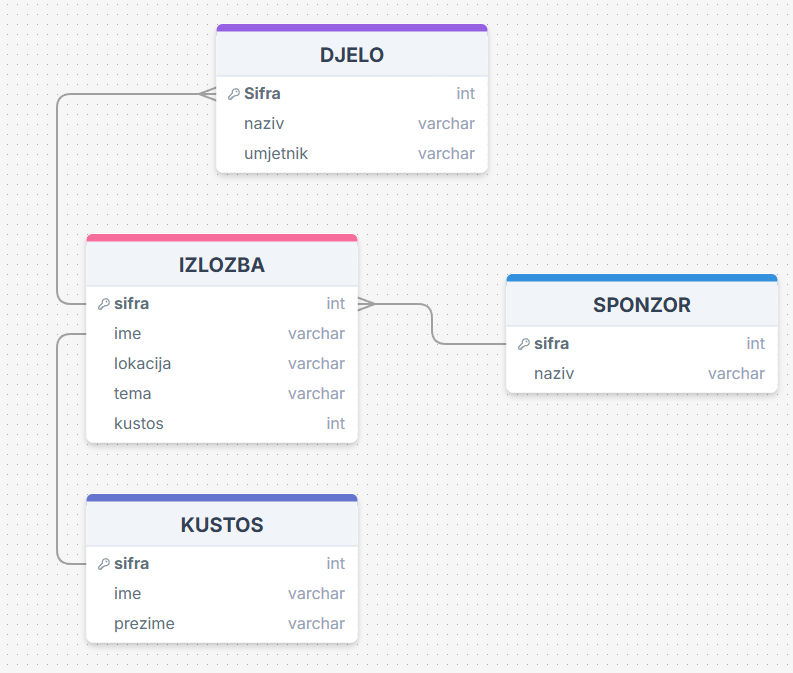 DJELO
Sifra int
naziv varchar
umjetnik varchar
IZLOZBA
sifra int
ime varchar
lokacija varchar
tema varchar
kustos int
SPONZOR
sifra int
naziv varchar
KUSTOS
sifra int
ime varchar
prezime varchar